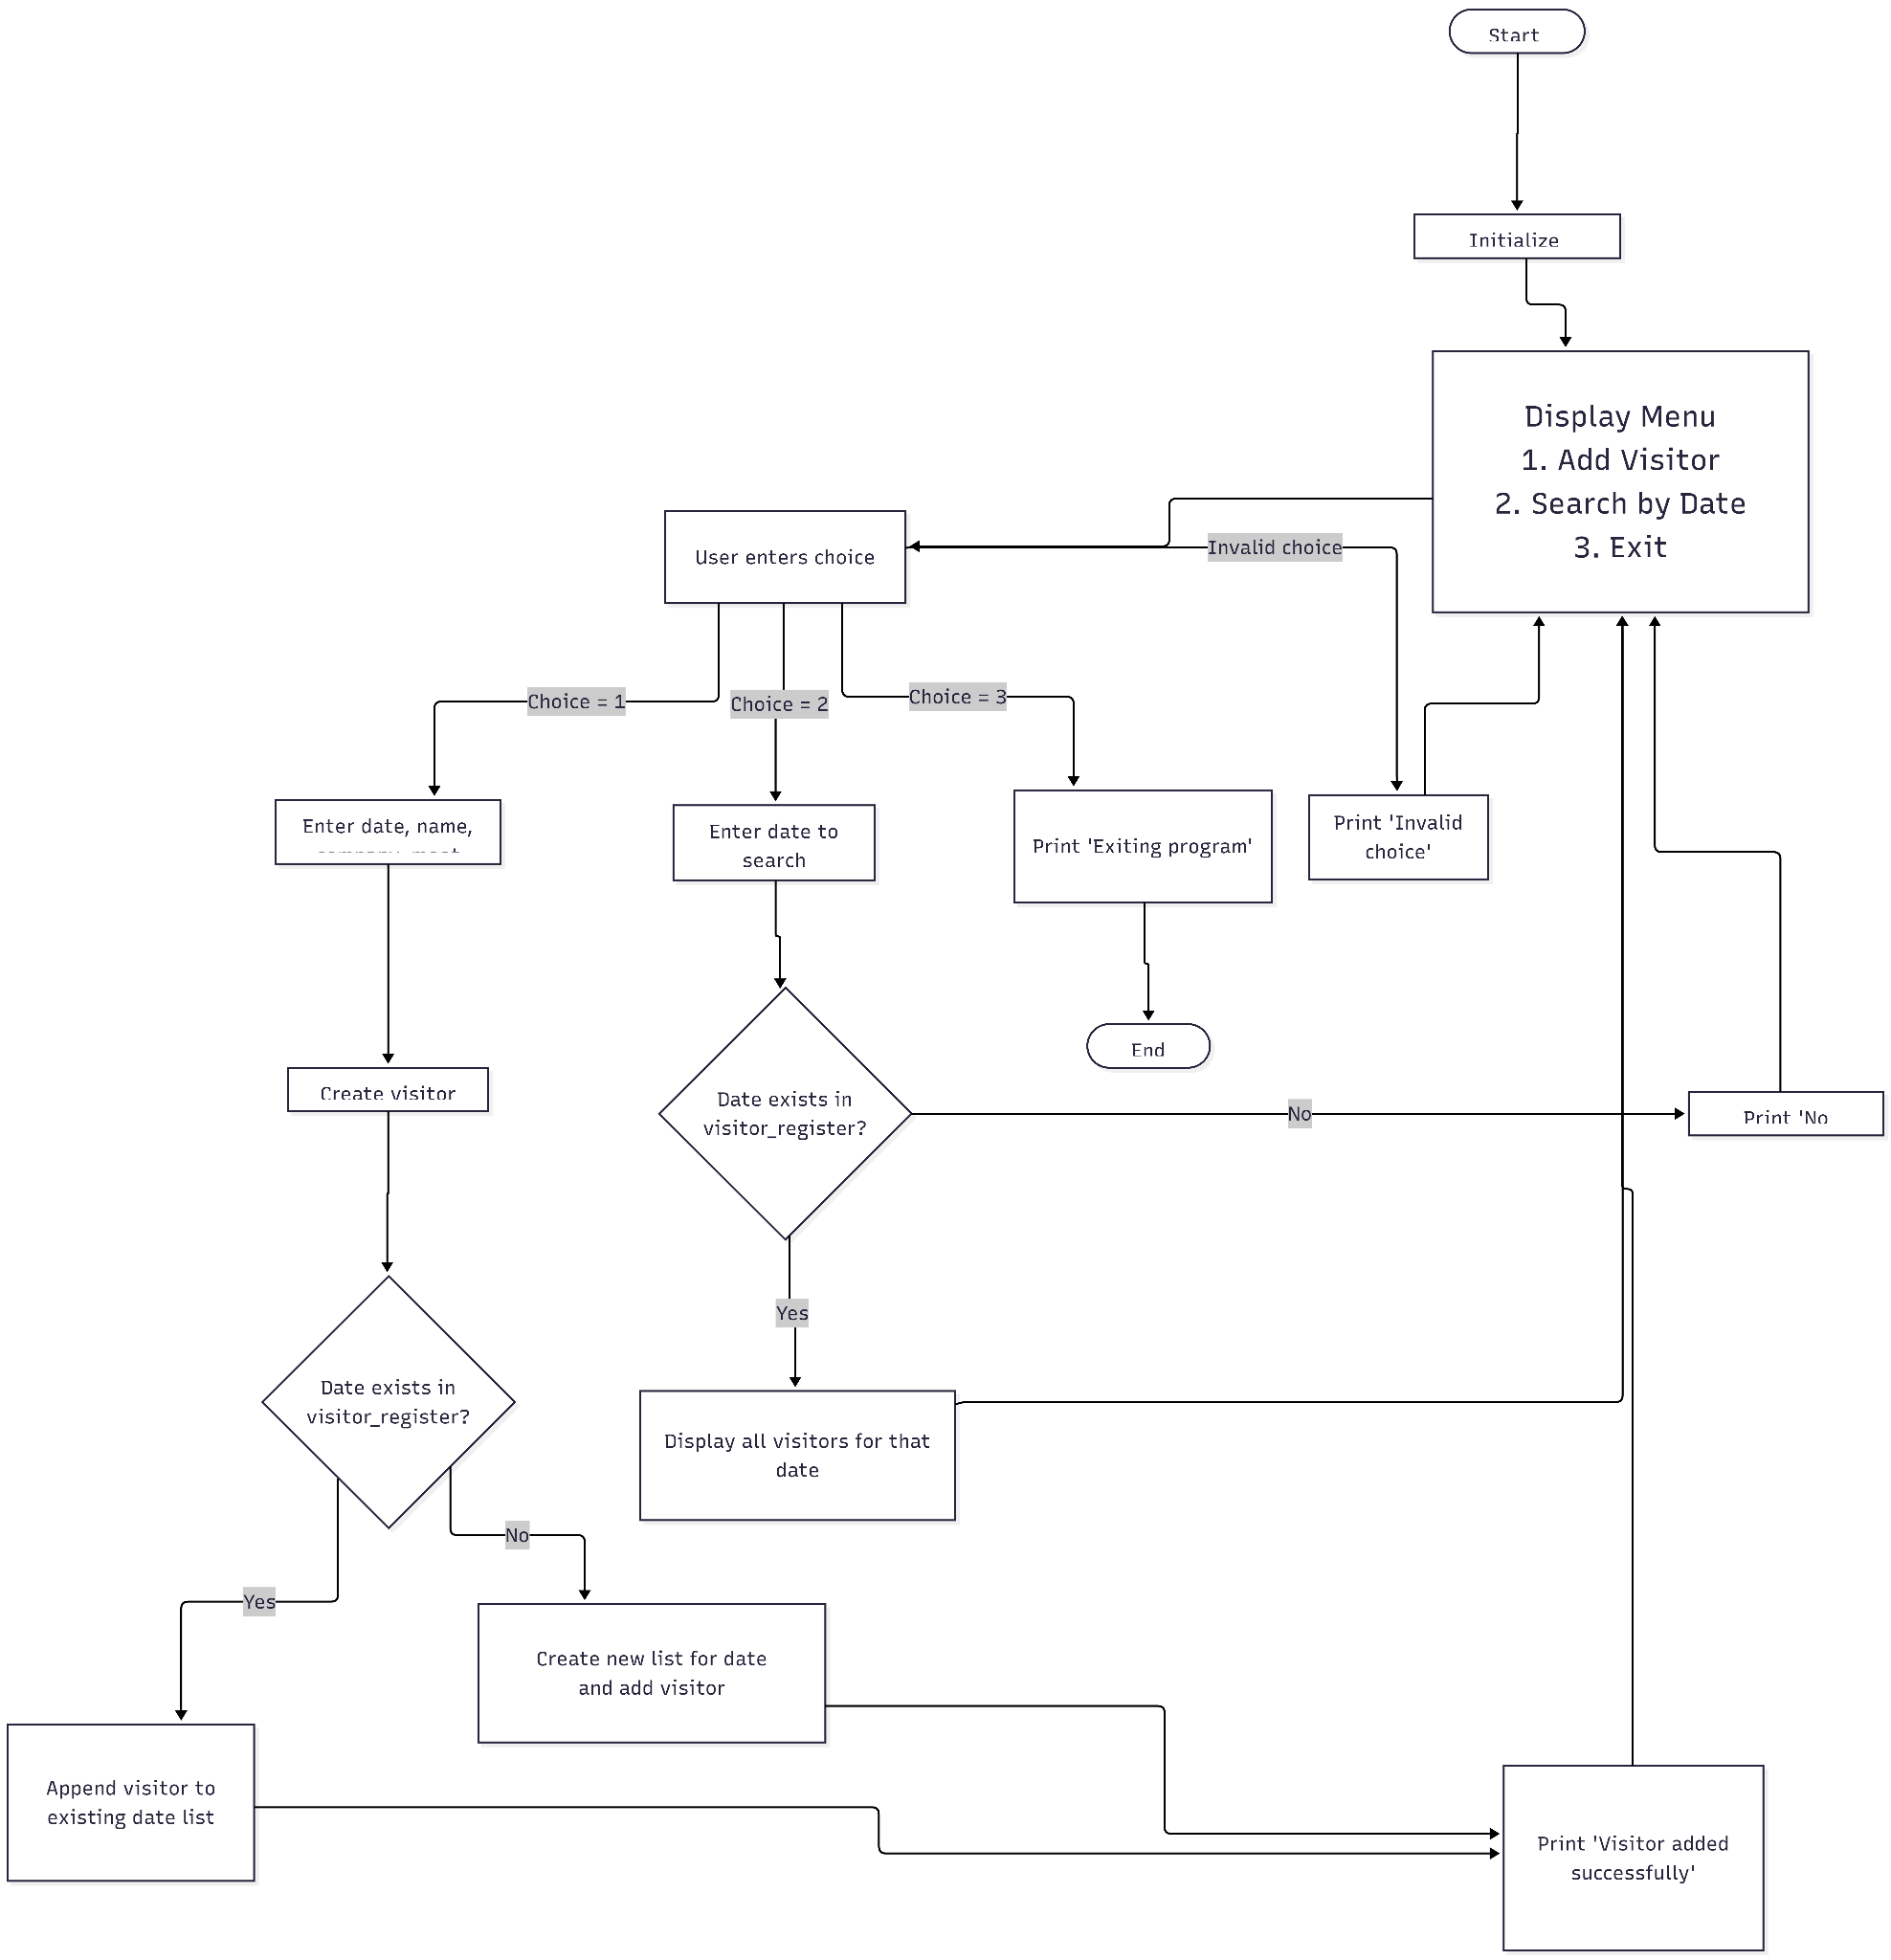 Start
Initialize
Display Menu
1. Add Visitor
2. Search by Date
3. Exit
User enters choice
Invalid choice
Choice = 1
Choice = 2
Choice = 3
Enter date, name,
Enter date to
search
Print 'Exiting program'
Print 'Invalid
choice'
End
Create visitor
Date exists in
visitor_register?
No
Print 'No
Yes
Date exists in
visitor_register?
Display all visitors for that
date
No
Yes
Create new list for date
and add visitor
Append visitor to
existing date list
Print 'Visitor added
successfully'